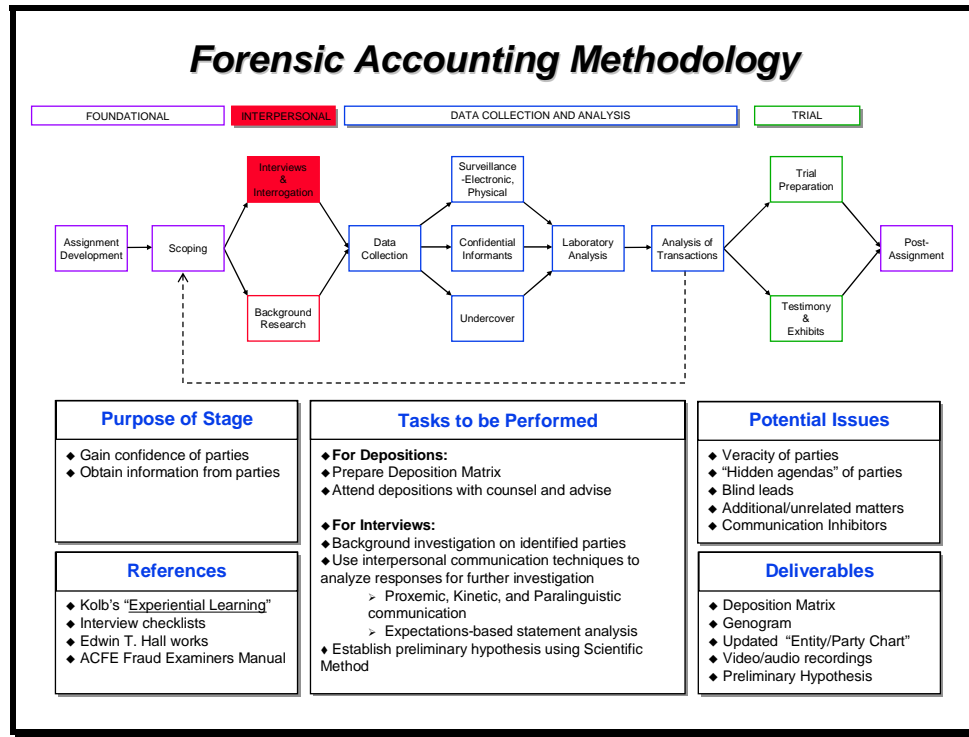 Forensic Accounting Methodology
FOUNDATIONAL
INTERPERSONAL
DATA COLLECTION AND ANALYSIS
TRIAL
Assignment
Development
Scoping
Interviews
&
Interrogation
Background
Research
Data
Collection
Surveillance
-Electronic,
Physical
Confidential
Informants
Undercover
Laboratory
Analysis
Analysis of
Transactions
Trial
Preparation
Testimony
&
Exhibits
Post-
Assignment
Purpose of Stage
◆ Gain confidence of parties
◆ Obtain information from parties
References
◆ Kolb's "Experiential Learning"
◆ Interview checklists
◆ Edwin T. Hall works
◆ ACFE Fraud Examiners Manual
Tasks to be Performed
◆ For Depositions:
◆ Prepare Deposition Matrix
◆ Attend depositions with counsel and advise
◆ For Interviews:
◆ Background investigation on identified parties
◆ Use interpersonal communication techniques to
analyze responses for further investigation
➢ Proxemic, Kinetic, and Paralinguistic
communication
➢ Expectations-based statement analysis
♦ Establish preliminary hypothesis using Scientific
Method
Potential Issues
◆ Veracity of parties
◆ "Hidden agendas" of parties
◆ Blind leads
◆ Additional/unrelated matters
◆ Communication Inhibitors
Deliverables
◆ Deposition Matrix
◆ Genogram
◆ Updated "Entity/Party Chart"
◆ Video/audio recordings
◆ Preliminary Hypothesis